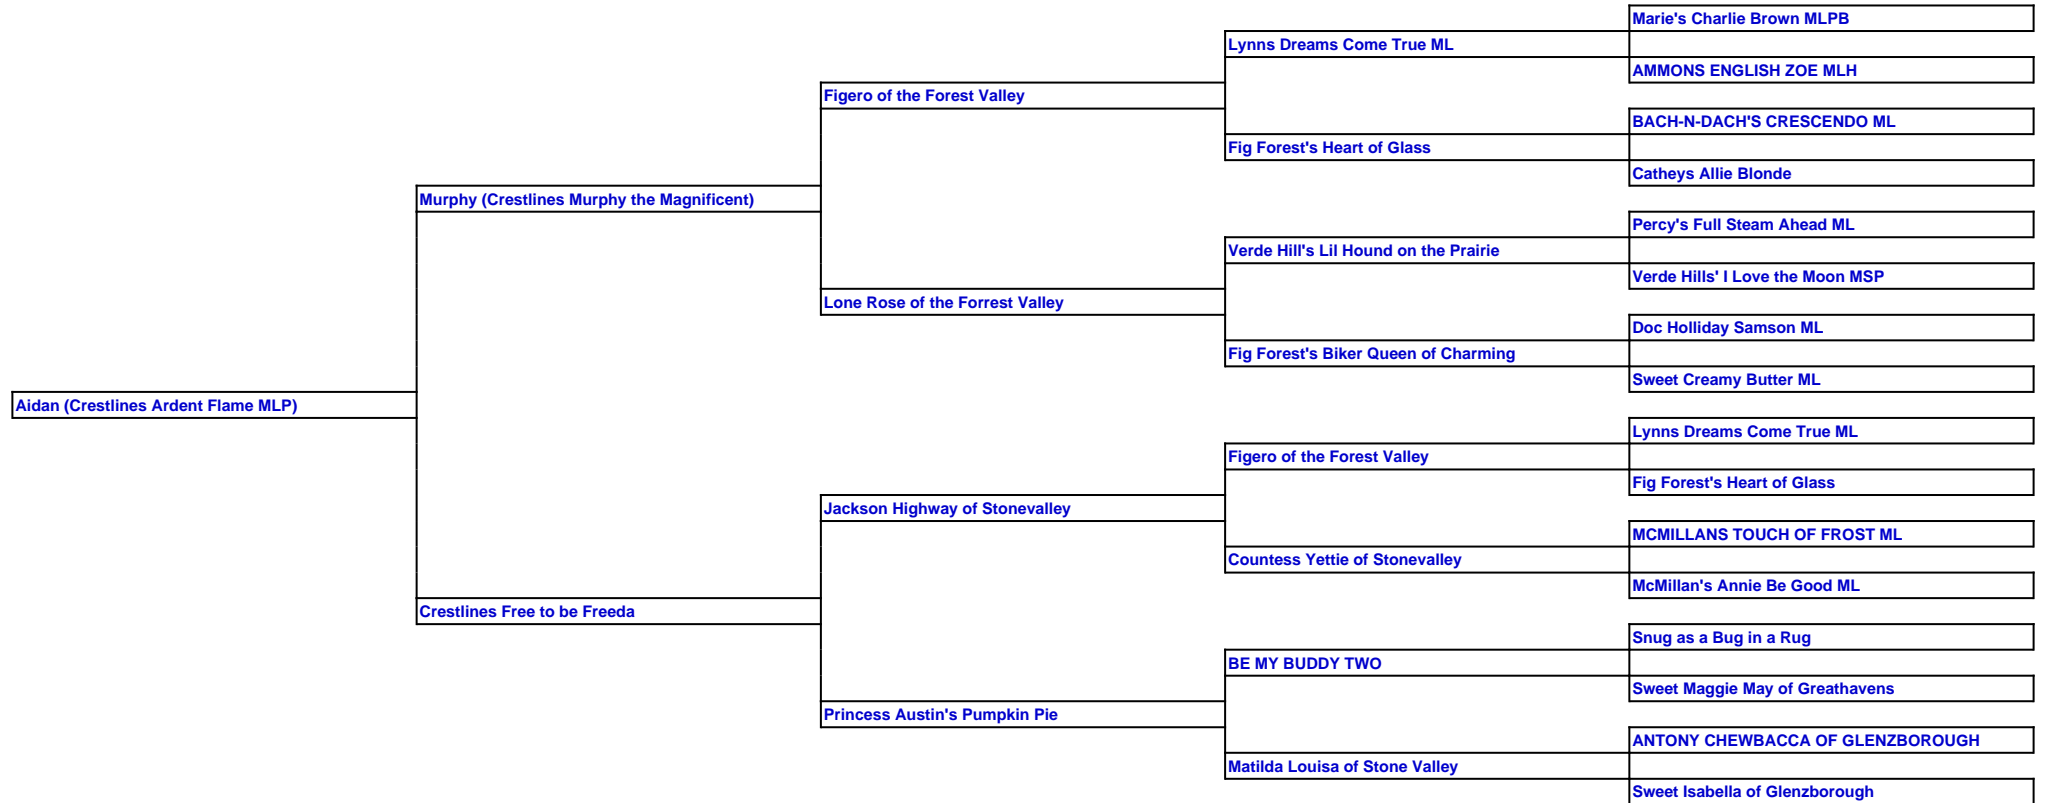 Marie's Charlie Brown MLPB
Lynns Dreams Come True ML
AMMONS ENGLISH ZOE MLH
Figero of the Forest Valley
BACH-N-DACH'S CRESCENDO ML
Fig Forest's Heart of Glass
Catheys Allie Blonde
Murphy (Crestlines Murphy the Magnificent)
Percy's Full Steam Ahead ML
Verde Hill's Lil Hound on the Prairie
Verde Hills' I Love the Moon MSP
Lone Rose of the Forrest Valley
Doc Holliday Samson ML
Fig Forest's Biker Queen of Charming
Sweet Creamy Butter ML
Aidan (Crestlines Ardent Flame MLP)
Lynns Dreams Come True ML
Figero of the Forest Valley
Fig Forest's Heart of Glass
Jackson Highway of Stonevalley
MCMILLANS TOUCH OF FROST ML
Countess Yettie of Stonevalley
McMillan's Annie Be Good ML
Crestlines Free to be Freeda
Snug as a Bug in a Rug
BE MY BUDDY TWO
Sweet Maggie May of Greathavens
Princess Austin's Pumpkin Pie
ANTONY CHEWBACCA OF GLENZBOROUGH
Matilda Louisa of Stone Valley
Sweet Isabella of Glenzborough